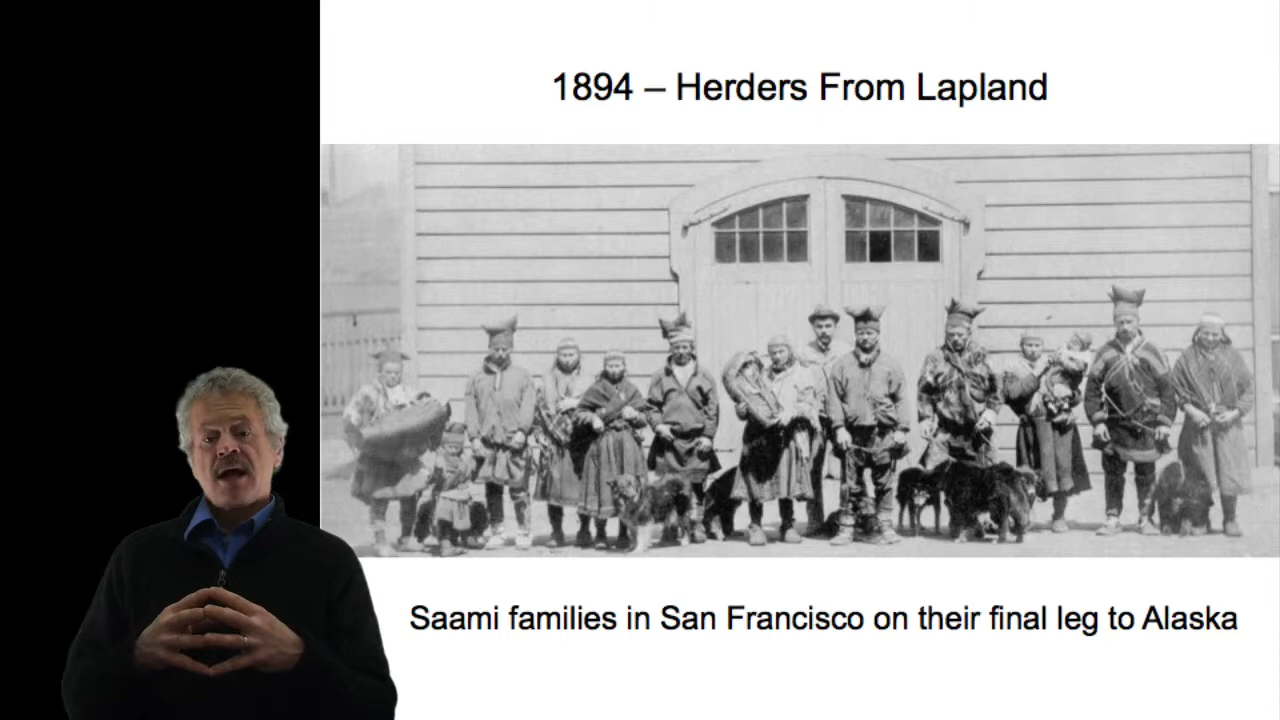 1894 – Herders From Lapland
Saami families in San Francisco on their final leg to Alaska